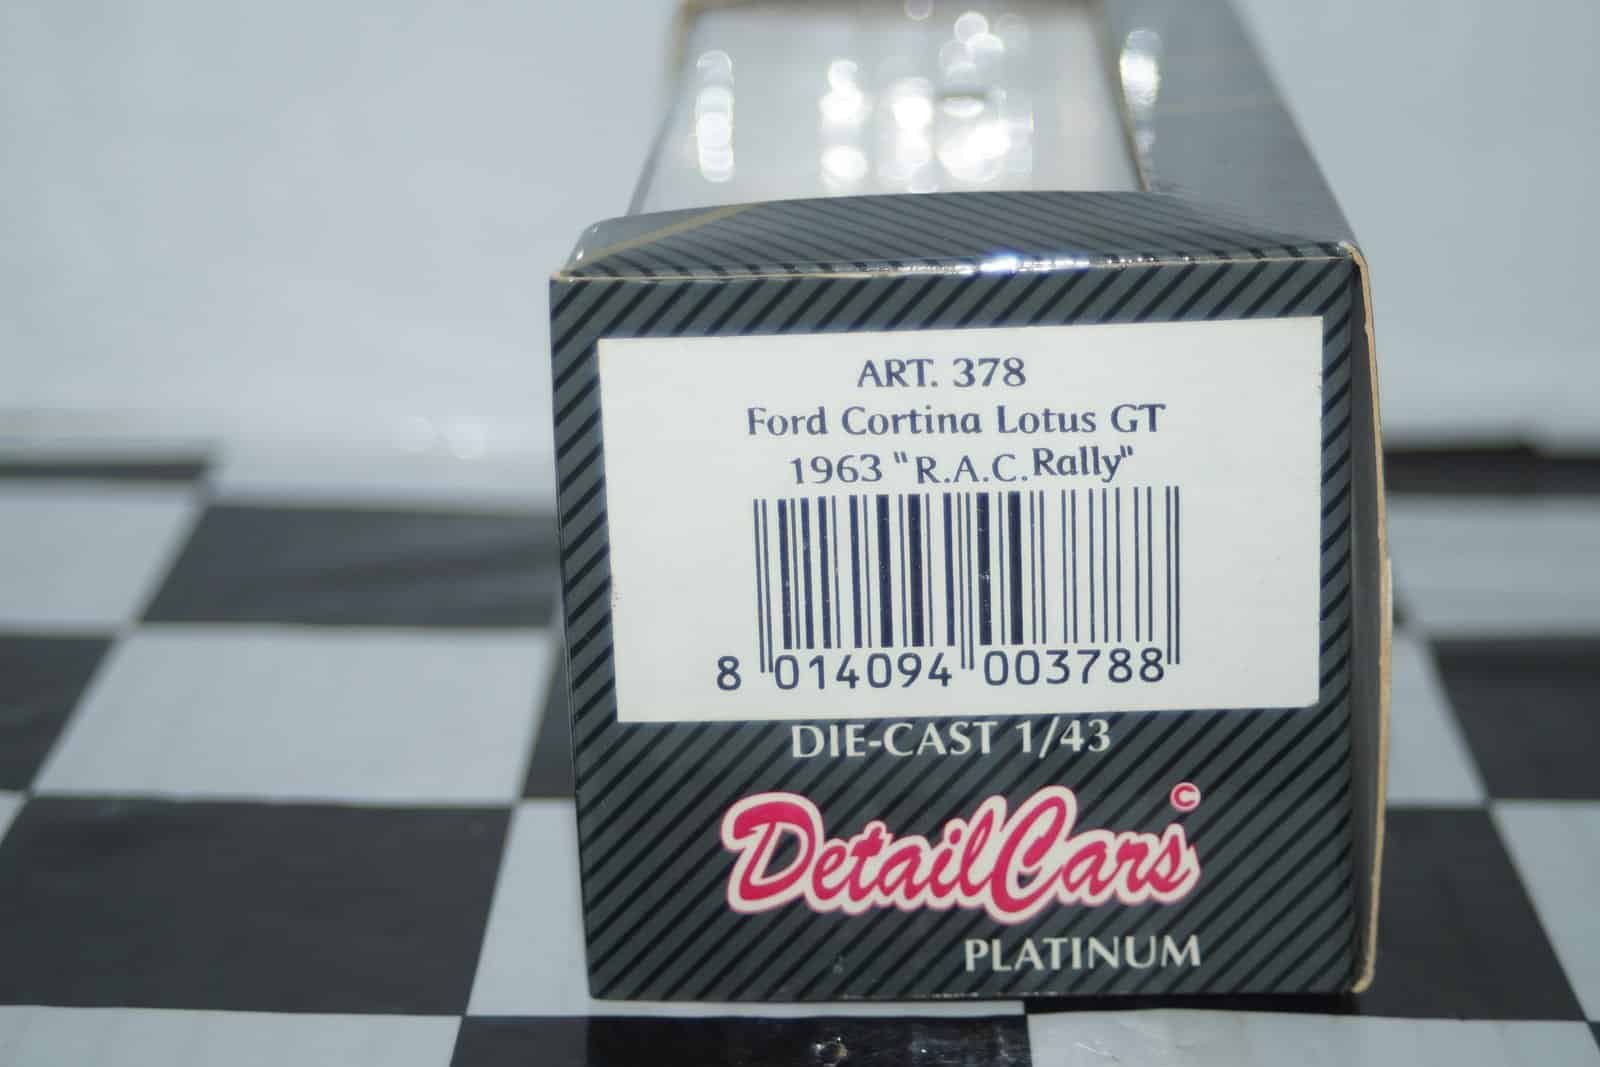 ART. 378
Ford Cortina Lotus GT
1963 "R.A.C. Rally"
8 014094 003788
DIE-CAST 1/43
DetailCars ©
PLATINUM